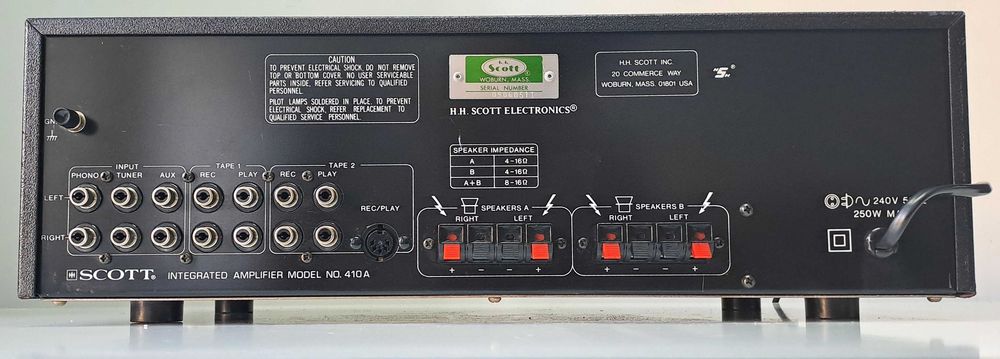 CAUTION
TO PREVENT ELECTRICAL SHOCK, DO NOT REMOVE
TOP OR BOTTOM COVER. NO USER SERVICEABLE
PARTS INSIDE, REFER SERVICING TO QUALIFIED
PERSONNEL.
PILOT LAMPS SOLDERED IN PLACE. TO PREVENT
ELECTRICAL SHOCK, REFER REPLACEMENT TO
QUALIFIED SERVICE PERSONNEL.
H.H.
Scott
WOBURN, MASS.
SERIAL NUMBER
H.H. SCOTT ELECTRONICS®
H.H. SCOTT INC.
20 COMMERCE WAY
WOBURN, MASS. 01801 USA
"S" ®
GN
SPEAKER IMPEDANCE
A 4-16Ω
B 4-16Ω
A+B 8-16Ω
INPUT TAPE 1 TAPE 2
PHONO TUNER AUX REC PLAY REC PLAY
LEFT
RIGHT
REC/PLAY
SPEAKERS A
RIGHT LEFT
+ − − +
SPEAKERS B
RIGHT LEFT
+ − − +
240V 5
250W MA
SCOTT® INTEGRATED AMPLIFIER MODEL NO. 410A